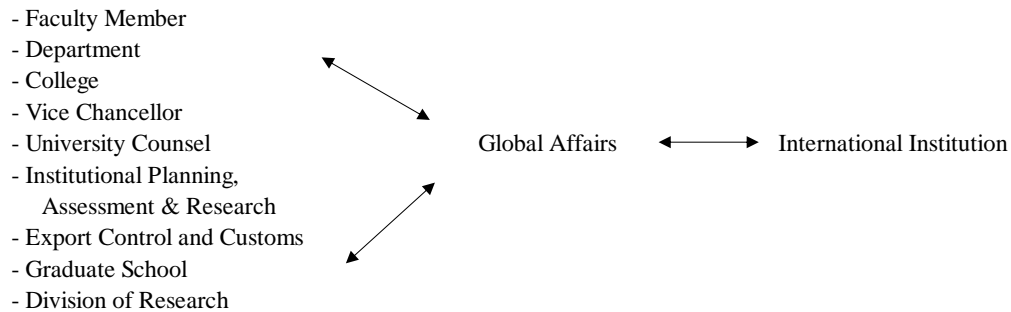 - Faculty Member
- Department
- College
- Vice Chancellor
- University Counsel
- Institutional Planning,
Assessment & Research
- Export Control and Customs
- Graduate School
- Division of Research
Global Affairs
International Institution